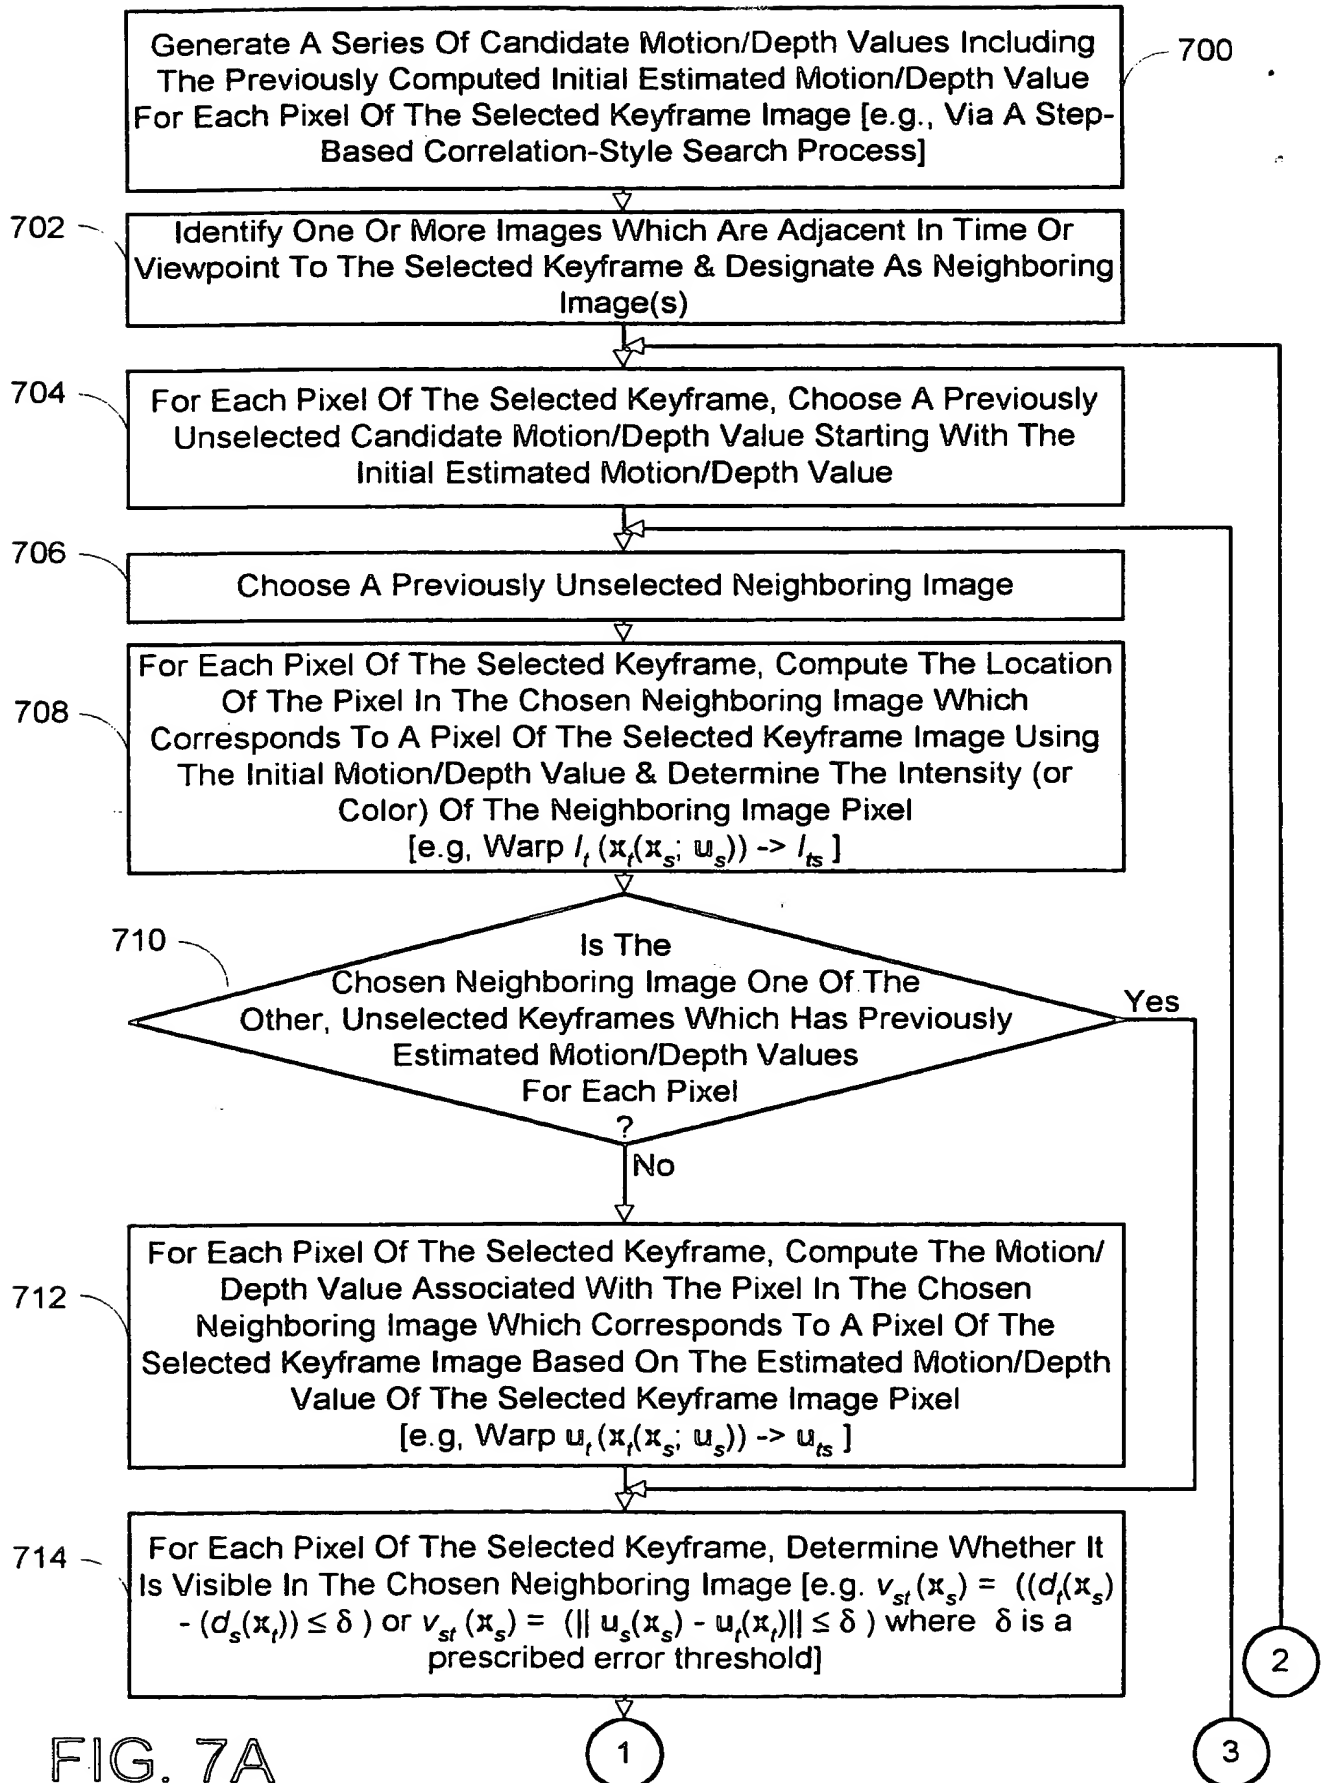 Generate A Series Of Candidate Motion/Depth Values Including
The Previously Computed Initial Estimated Motion/Depth Value
For Each Pixel Of The Selected Keyframe Image [e.g., Via A Step-
Based Correlation-Style Search Process]
700
702
Identify One Or More Images Which Are Adjacent In Time Or
Viewpoint To The Selected Keyframe & Designate As Neighboring
Image(s)
704
For Each Pixel Of The Selected Keyframe, Choose A Previously
Unselected Candidate Motion/Depth Value Starting With The
Initial Estimated Motion/Depth Value
706
Choose A Previously Unselected Neighboring Image
708
For Each Pixel Of The Selected Keyframe, Compute The Location
Of The Pixel In The Chosen Neighboring Image Which
Corresponds To A Pixel Of The Selected Keyframe Image Using
The Initial Motion/Depth Value & Determine The Intensity (or
Color) Of The Neighboring Image Pixel
[e.g, Warp I_t (x_t(x_s; u_s)) -> I_ts ]
710
Is The
Chosen Neighboring Image One Of The
Other, Unselected Keyframes Which Has Previously
Estimated Motion/Depth Values
For Each Pixel
?
Yes
No
712
For Each Pixel Of The Selected Keyframe, Compute The Motion/
Depth Value Associated With The Pixel In The Chosen
Neighboring Image Which Corresponds To A Pixel Of The
Selected Keyframe Image Based On The Estimated Motion/Depth
Value Of The Selected Keyframe Image Pixel
[e.g, Warp u_t (x_t(x_s; u_s)) -> u_ts ]
714
For Each Pixel Of The Selected Keyframe, Determine Whether It
Is Visible In The Chosen Neighboring Image [e.g. v_st (x_s) = ((d_t(x_s)
- (d_s(x_t)) ≤ δ ) or v_st (x_s) = (|| u_s(x_s) - u_t(x_t)|| ≤ δ ) where δ is a
prescribed error threshold]
2
1
3
FIG. 7A